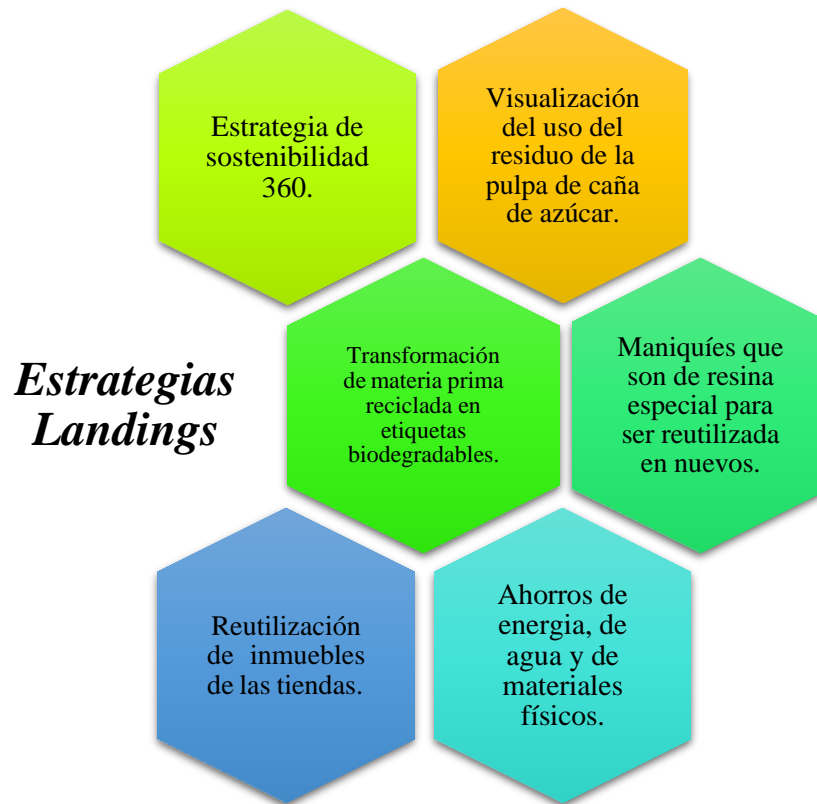 Estrategia de
sostenibilidad
360.
Visualización
del uso del
residuo de la
pulpa de caña
de azúcar.
Estrategias
Landings
Transformación
de materia prima
reciclada en
etiquetas
biodegradables.
Maniquíes que
son de resina
especial para
ser reutilizada
en nuevos.
Reutilización
de inmuebles
de las tiendas.
Ahorros de
energia, de
agua y de
materiales
físicos.